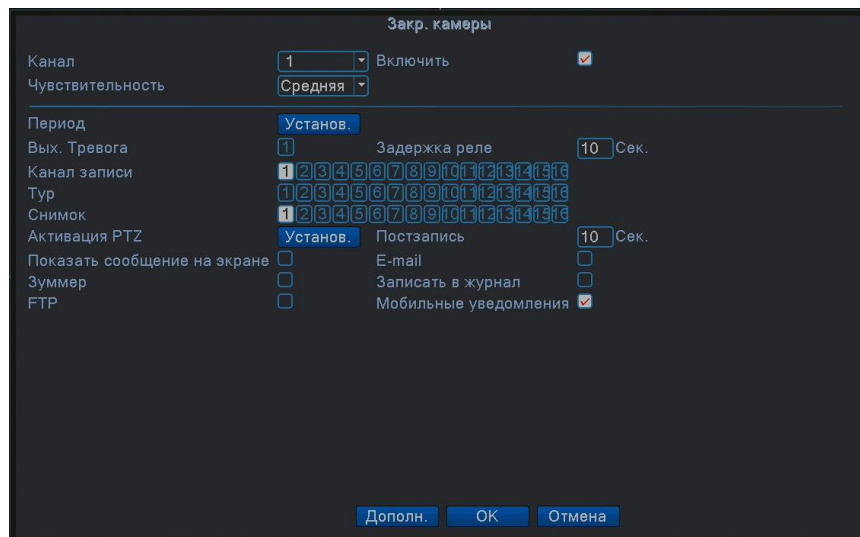 Закр. камеры
Канал 1 Включить
Чувствительность Средняя
Период Установ.
Вых. Тревога 1 Задержка реле 10 Сек.
Канал записи 1 2 3 4 5 6 7 8 9 10 11 12 13 14 15 16
Тур 1 2 3 4 5 6 7 8 9 10 11 12 13 14 15 16
Снимок 1 2 3 4 5 6 7 8 9 10 11 12 13 14 15 16
Активация PTZ Установ. Постзапись 10 Сек.
Показать сообщение на экране E-mail
Зуммер Записать в журнал
FTP Мобильные уведомления
Дополн. OK Отмена